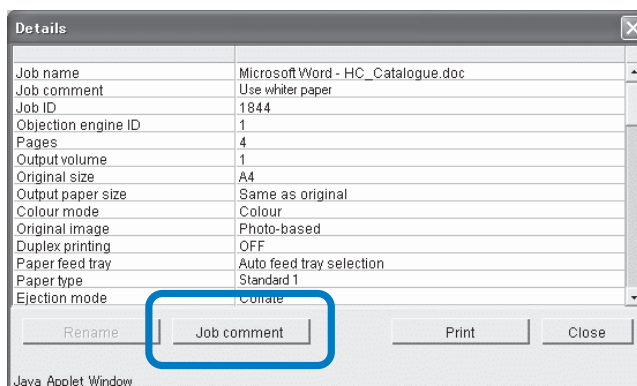 Details
Job name Microsoft Word - HC_Catalogue.doc
Job comment Use whiter paper
Job ID 1844
Objection engine ID 1
Pages 4
Output volume 1
Original size A4
Output paper size Same as original
Colour mode Colour
Original image Photo-based
Duplex printing OFF
Paper feed tray Auto feed tray selection
Paper type Standard 1
Ejection mode Collate
Rename Job comment Print Close
Java Applet Window